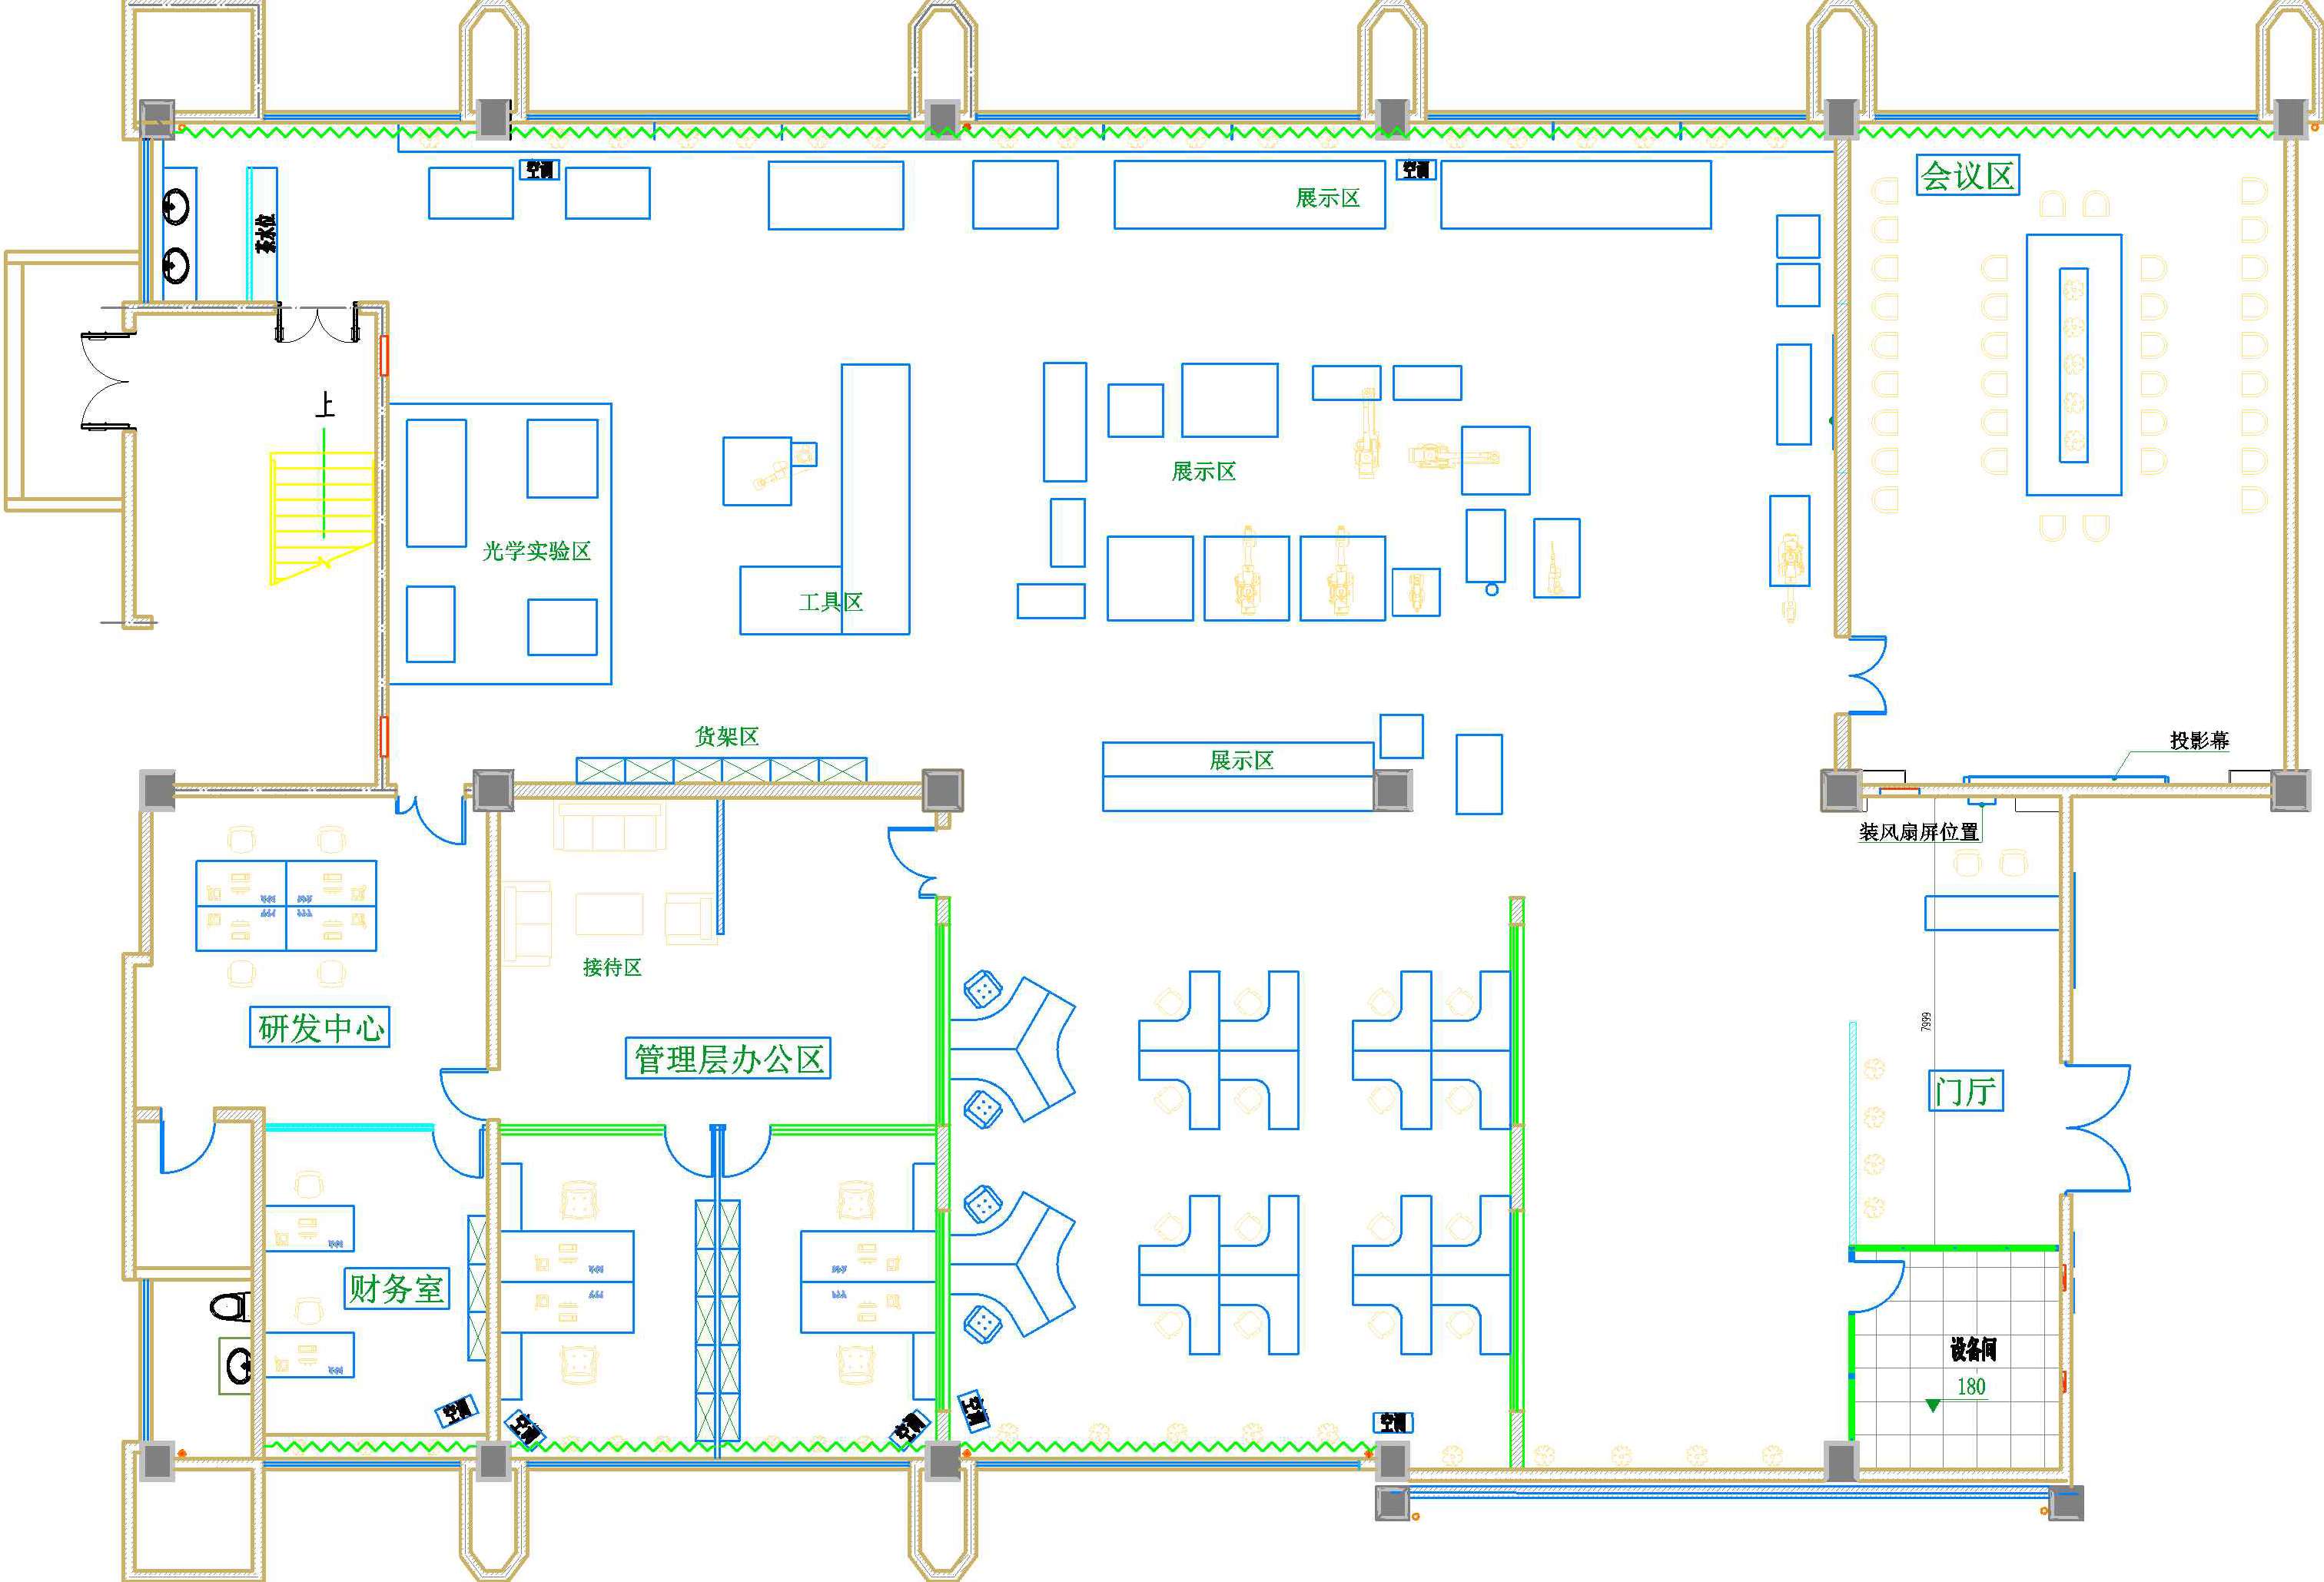 空调
空调
展示区
会议区
茶水位
上
展示区
光学实验区
工具区
货架区
展示区
投影幕
装风扇屏位置
接待区
研发中心
管理层办公区
7999
门厅
财务室
设备间
180
空调
空调
空调
空调
空调